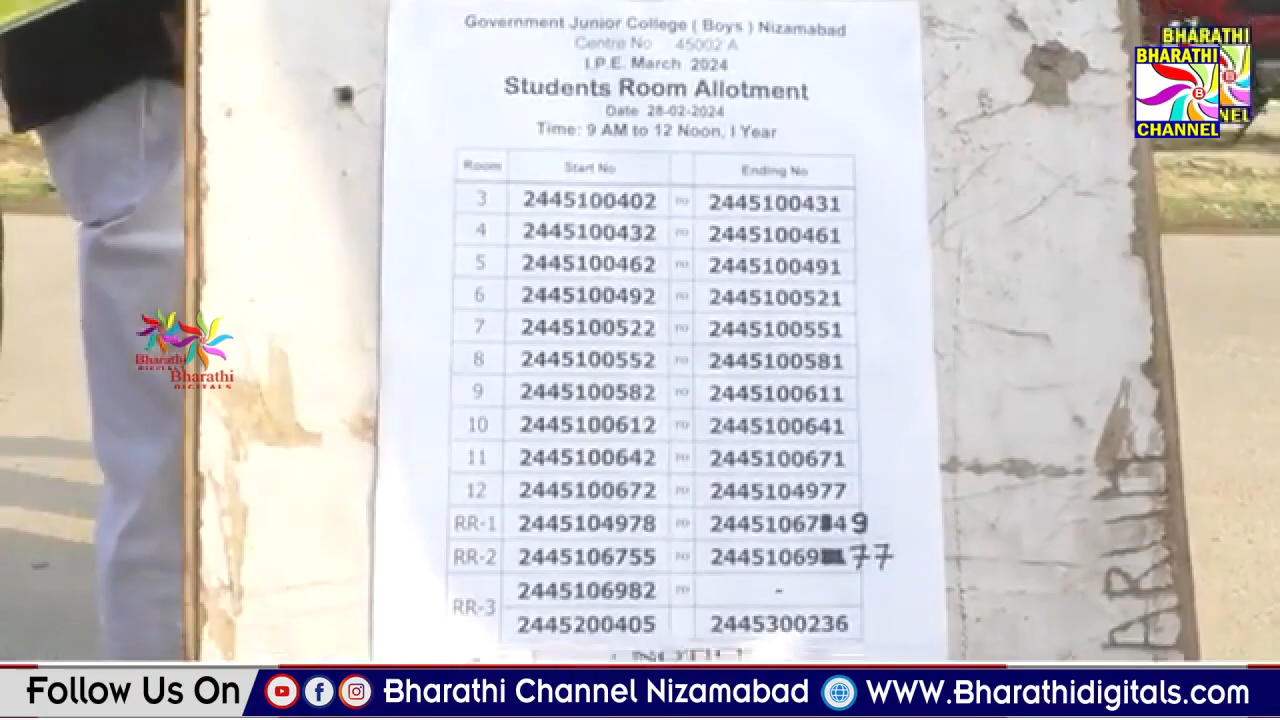 Government Junior College ( Boys ) Nizamabad
Centre No 45002 A
I.P.E. March 2024
Students Room Allotment
Date 28-02-2024
Time: 9 AM to 12 Noon, I Year
Room Start No Ending No
3 2445100402 TO 2445100431
4 2445100432 TO 2445100461
5 2445100462 TO 2445100491
6 2445100492 TO 2445100521
7 2445100522 TO 2445100551
8 2445100552 TO 2445100581
9 2445100582 TO 2445100611
10 2445100612 TO 2445100641
11 2445100642 TO 2445100671
12 2445100672 TO 2445104977
RR-1 2445104978 TO
RR-2 2445106755 TO 24451069 77
RR-3 2445106982 TO -
2445200405 2445300236
BHARATHI
BHARATHI
CHANNEL
Bharathi
DIGITALS
Bharathi
DIGITALS
Follow Us On Bharathi Channel Nizamabad WWW.Bharathidigitals.com